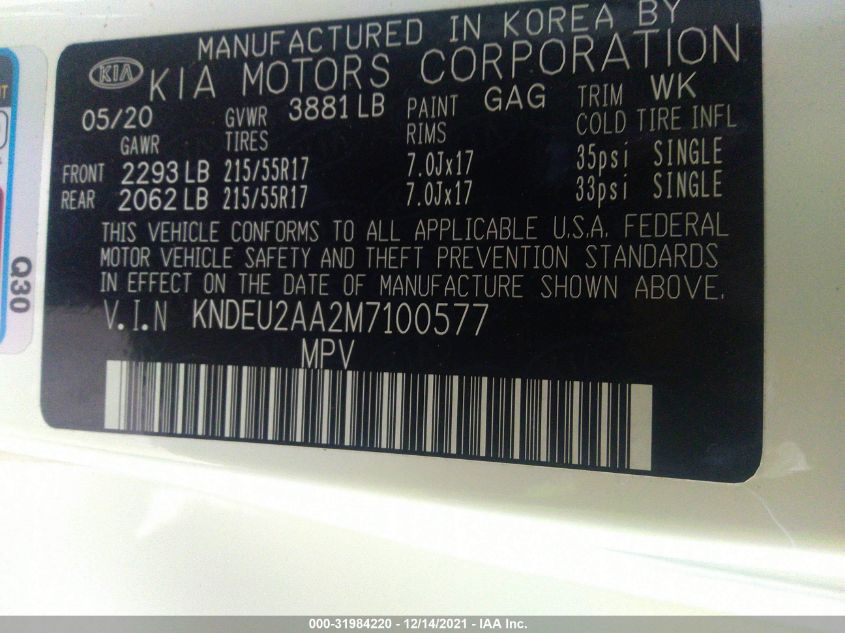 MANUFACTURED IN KOREA BY
KIA KIA MOTORS CORPORATION
05/20 GVWR 3881 LB PAINT GAG TRIM WK
GAWR TIRES RIMS COLD TIRE INFL
FRONT 2293 LB 215/55R17 7.0Jx17 35psi SINGLE
REAR 2062 LB 215/55R17 7.0Jx17 33psi SINGLE
THIS VEHICLE CONFORMS TO ALL APPLICABLE U.S.A. FEDERAL
MOTOR VEHICLE SAFETY AND THEFT PREVENTION STANDARDS
IN EFFECT ON THE DATE OF MANUFACTURE SHOWN ABOVE.
V.I.N KNDEU2AA2M7100577
MPV
Q30
000-31984220 - 12/14/2021 - IAA Inc.